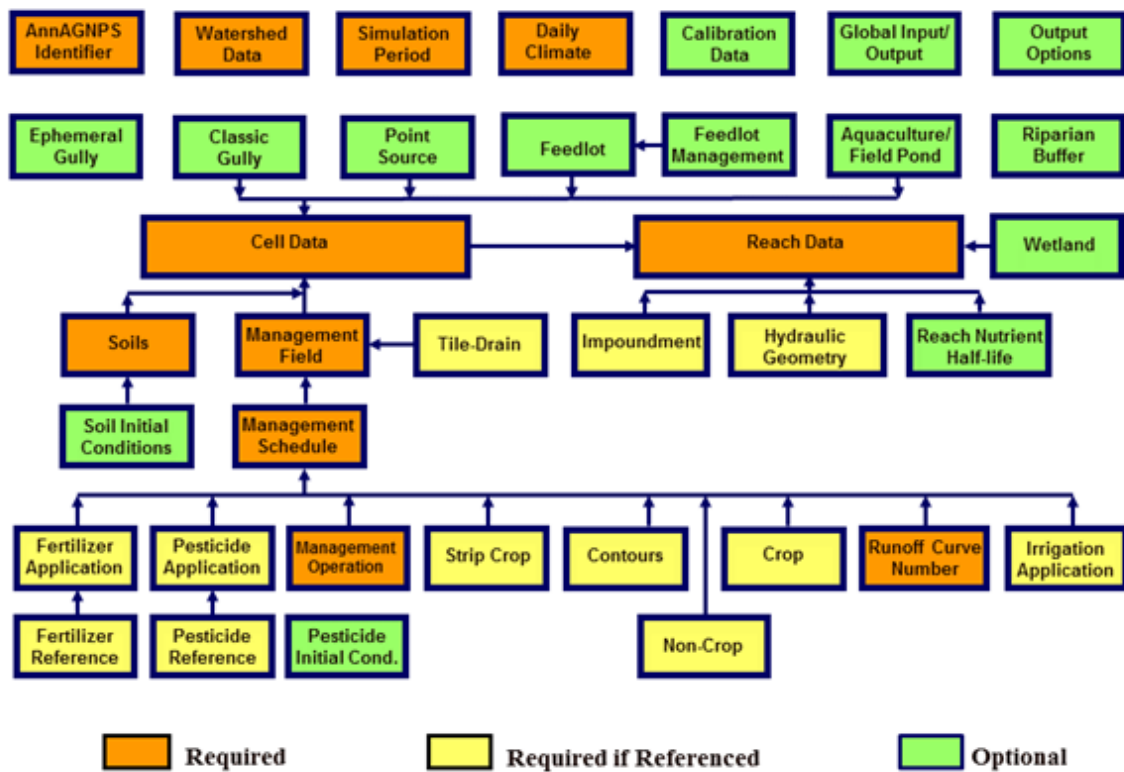 AnnAGNPS
Identifier
Watershed
Data
Simulation
Period
Daily
Climate
Calibration
Data
Global Input/
Output
Output
Options
Ephemeral
Gully
Classic
Gully
Point
Source
Feedlot
Feedlot
Management
Aquaculture/
Field Pond
Riparian
Buffer
Cell Data
Reach Data
Wetland
Soils
Management
Field
Tile-Drain
Impoundment
Hydraulic
Geometry
Reach Nutrient
Half-life
Soil Initial
Conditions
Management
Schedule
Fertilizer
Application
Pesticide
Application
Management
Operation
Strip Crop
Contours
Crop
Runoff Curve
Number
Irrigation
Application
Fertilizer
Reference
Pesticide
Reference
Pesticide
Initial Cond.
Non-Crop
Required
Required if Referenced
Optional